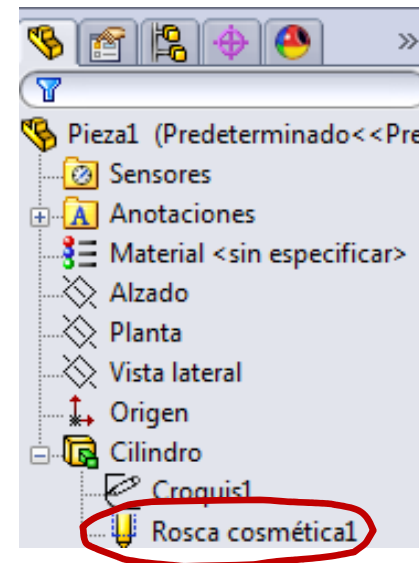 »
Pieza1 (Predeterminado<<Pre
Sensores
A Anotaciones
Material <sin especificar>
Alzado
Planta
Vista lateral
Origen
Cilindro
Croquis1
Rosca cosmética1